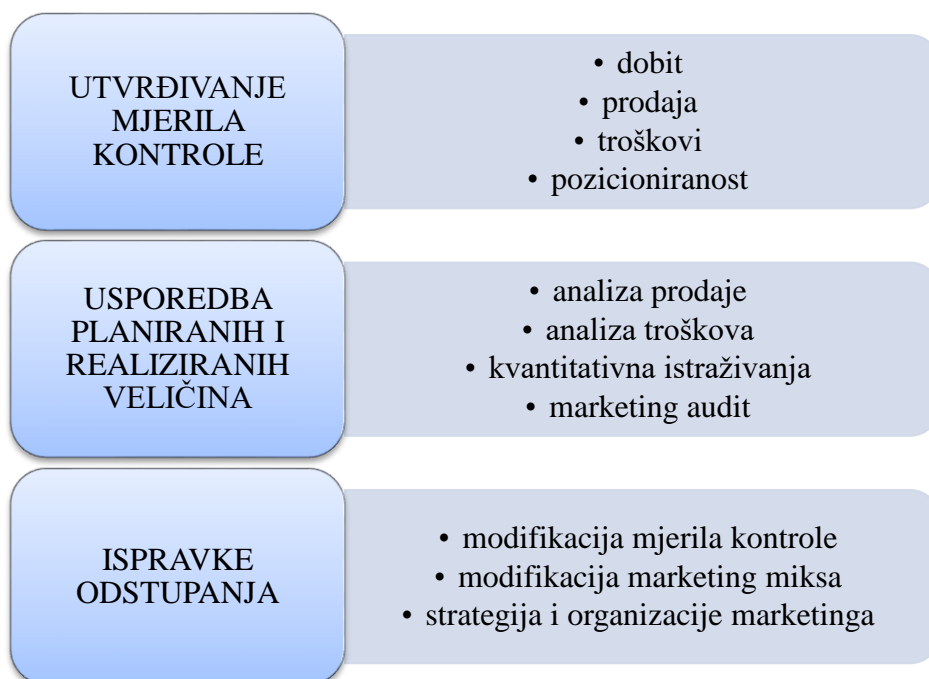 UTVRĐIVANJE
MJERILA
KONTROLE
• dobit
• prodaja
• troškovi
• pozicioniranost
USPOREDBA
PLANIRANIH I
REALIZIRANIH
VELIČINA
• analiza prodaje
• analiza troškova
• kvantitativna istraživanja
• marketing audit
ISPRAVKE
ODSTUPANJA
• modifikacija mjerila kontrole
• modifikacija marketing miksa
• strategija i organizacije marketinga